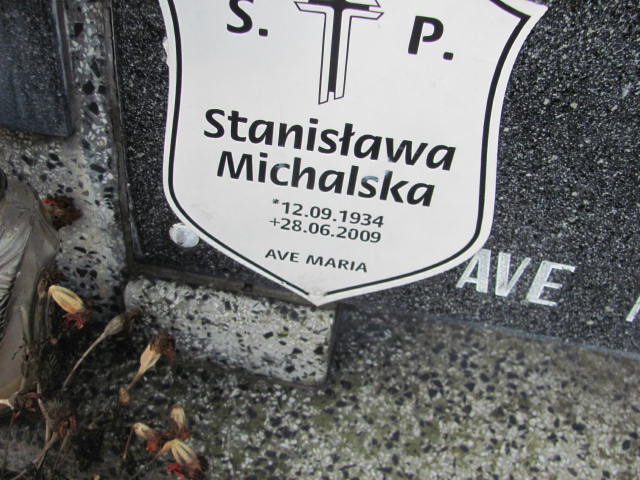 S. P.
Stanisława
Michalska
*12.09.1934
+28.06.2009
AVE MARIA
AVE